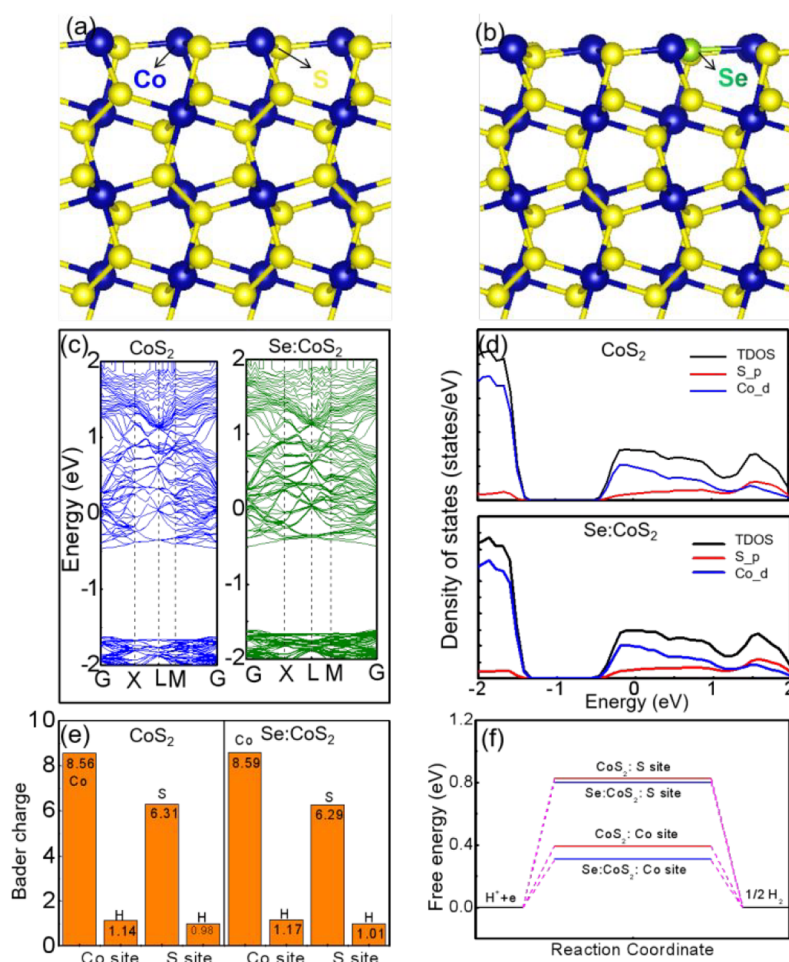 (a)
Co
S
(b)
Se
(c)
CoS₂
Se:CoS₂
Energy (eV)
2
1
0
-1
-2
G X L M G
2
1
0
-1
-2
G X L M G
(d)
CoS₂
TDOS
S_p
Co_d
Se:CoS₂
TDOS
S_p
Co_d
Density of states (states/eV)
-2 -1 0 1 2
Energy (eV)
(e)
CoS₂
Se:CoS₂
Bader charge
10
8
6
4
2
0
8.56
Co
H
1.14
S
6.31
H
0.98
Co
8.59
H
1.17
S
6.29
H
1.01
Co site S site Co site S site
(f)
Free energy (eV)
1.2
0.8
0.4
0.0
CoS₂: S site
Se:CoS₂: S site
CoS₂: Co site
Se:CoS₂: Co site
H⁺+e
1/2 H₂
Reaction Coordinate